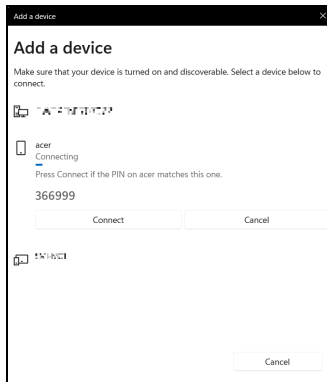 Add a device
Add a device
Make sure that your device is turned on and discoverable. Select a device below to
connect.
acer
Connecting
Press Connect if the PIN on acer matches this one.
366999
Connect
Cancel
Cancel